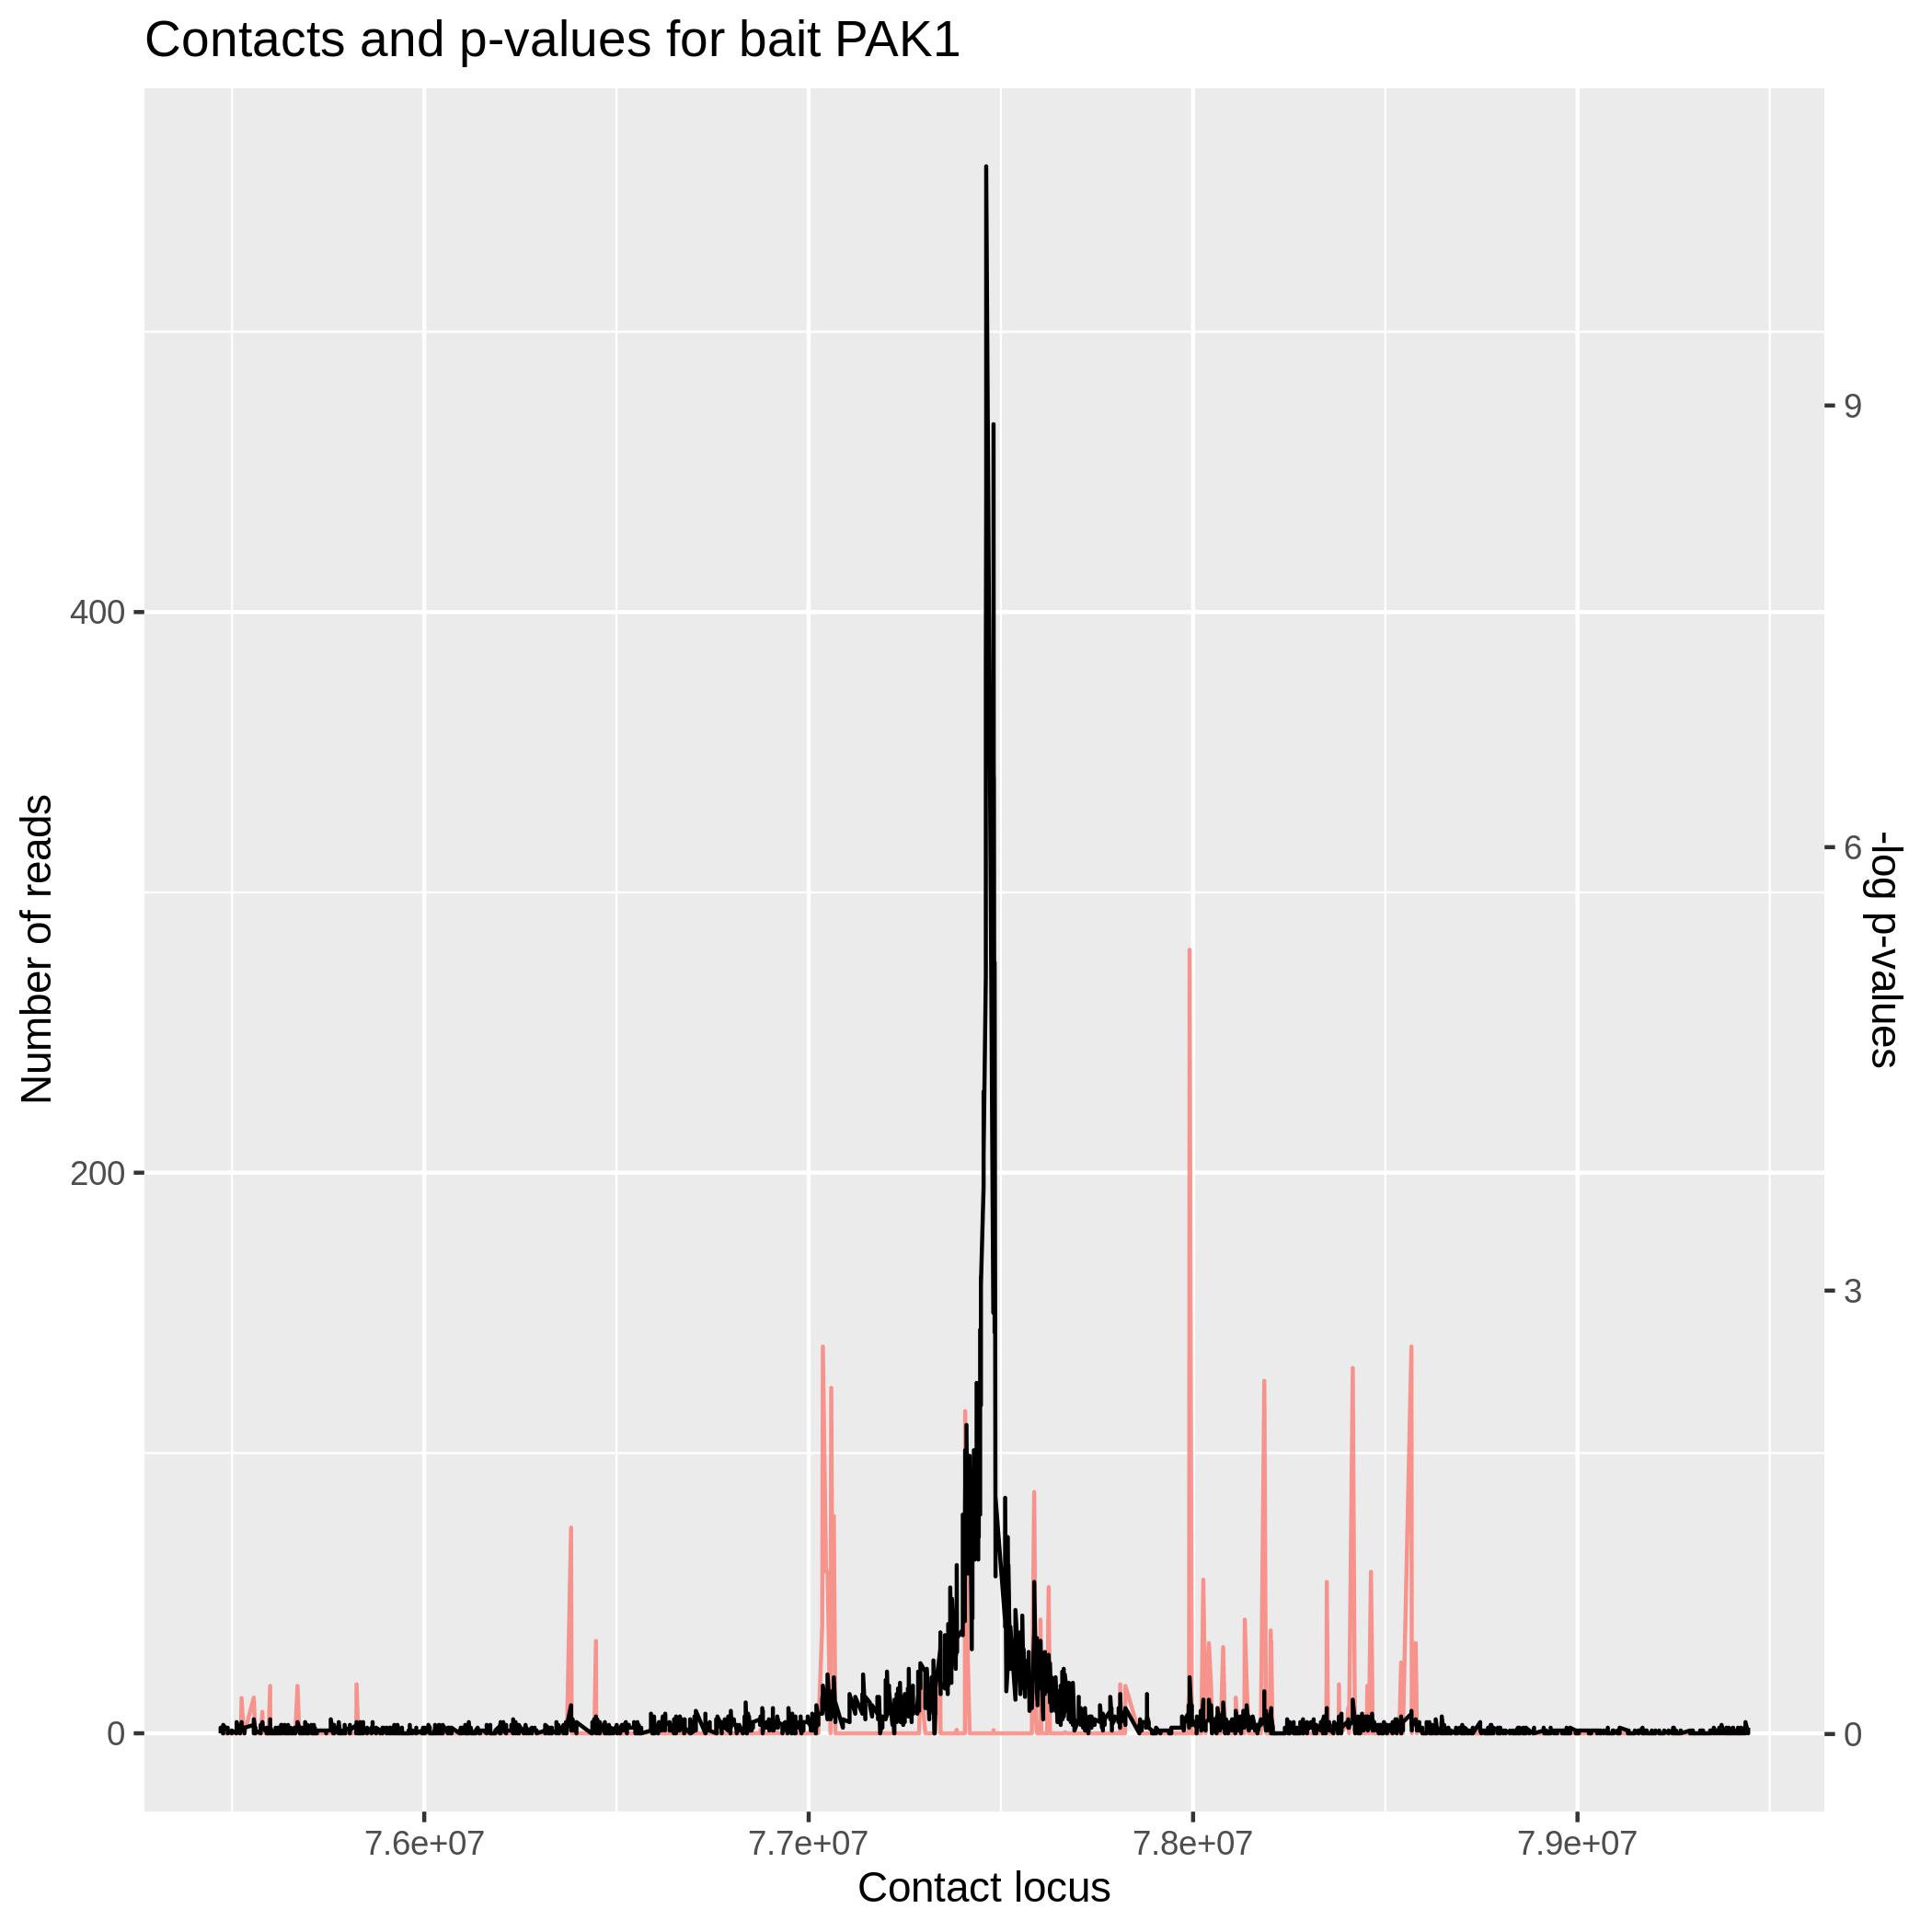 Contacts and p-values for bait PAK1
Number of reads
400
200
0
9
6
3
0
-log p-values
7.6e+07
7.7e+07
7.8e+07
7.9e+07
Contact locus